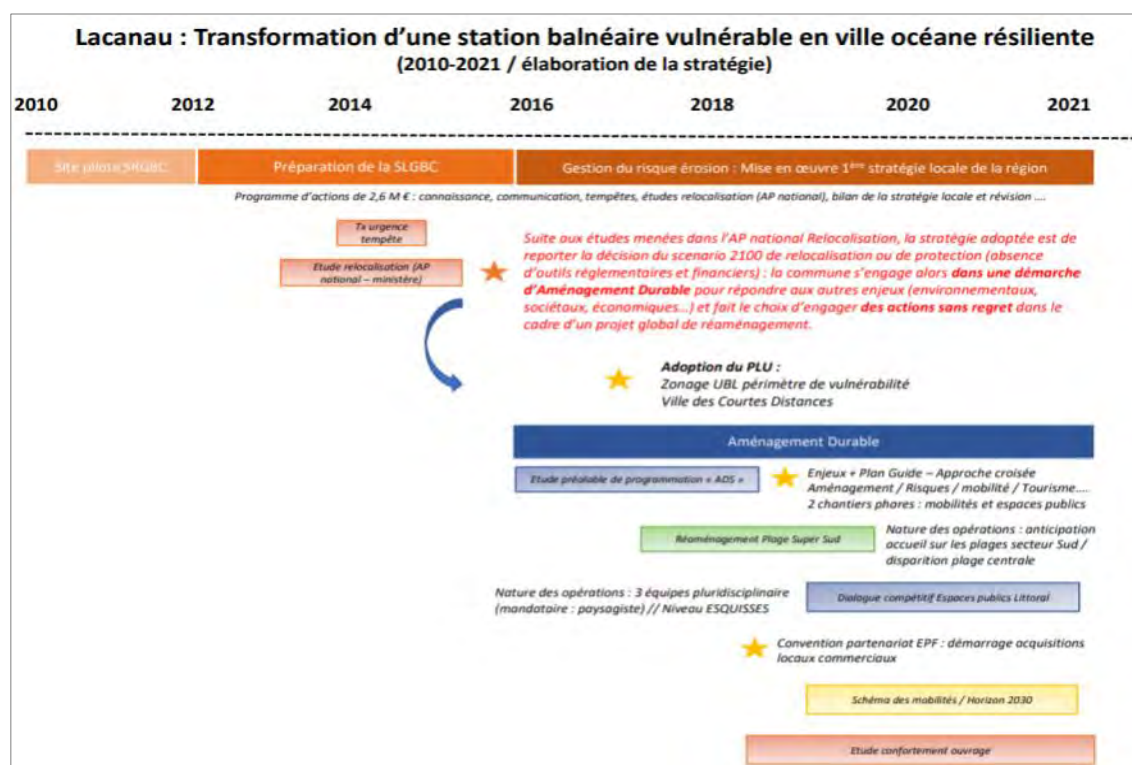 Lacanau : Transformation d'une station balnéaire vulnérable en ville océane résiliente
(2010-2021 / élaboration de la stratégie)
2010 2012 2014 2016 2018 2020 2021
Site pilote SRGBC
Préparation de la SLGBC
Gestion du risque érosion : Mise en œuvre 1ère stratégie locale de la région
Programme d'actions de 2,6 M € : connaissance, communication, tempêtes, études relocalisation (AP national), bilan de la stratégie locale et révision ....
Tx urgence
tempête
Etude relocalisation (AP
national – ministère)
Suite aux études menées dans l'AP national Relocalisation, la stratégie adoptée est de
reporter la décision du scenario 2100 de relocalisation ou de protection (absence
d'outils réglementaires et financiers) : la commune s'engage alors dans une démarche
d'Aménagement Durable pour répondre aux autres enjeux (environnementaux,
sociétaux, économiques...) et fait le choix d'engager des actions sans regret dans le
cadre d'un projet global de réaménagement.
Adoption du PLU :
Zonage UBL périmètre de vulnérabilité
Ville des Courtes Distances
Aménagement Durable
Etude préalable de programmation « ADS »
Enjeux + Plan Guide – Approche croisée
Aménagement / Risques / mobilité / Tourisme....
2 chantiers phares : mobilités et espaces publics
Réaménagement Plage Super Sud
Nature des opérations : anticipation
accueil sur les plages secteur Sud /
disparition plage centrale
Nature des opérations : 3 équipes pluridisciplinaire
(mandataire : paysagiste) // Niveau ESQUISSES
Dialogue compétitif Espaces publics Littoral
Convention partenariat EPF : démarrage acquisitions
locaux commerciaux
Schéma des mobilités / Horizon 2030
Etude confortement ouvrage